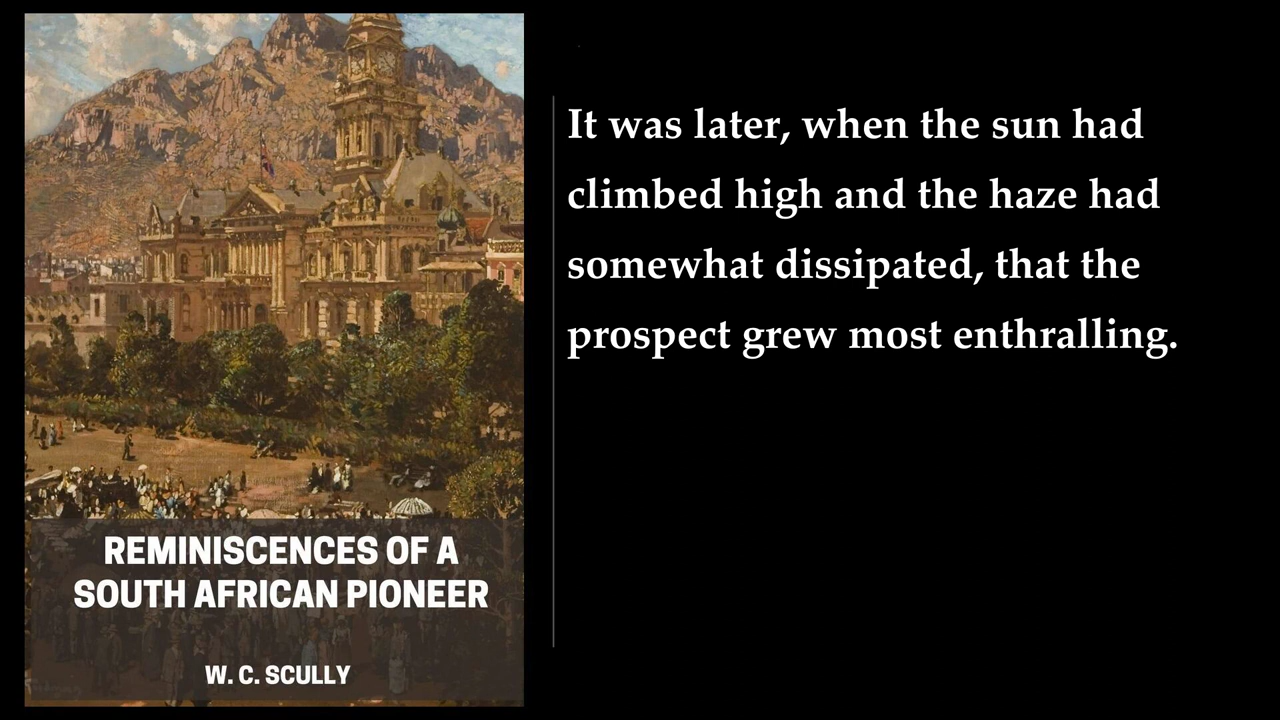 It was later, when the sun had
climbed high and the haze had
somewhat dissipated, that the
prospect grew most enthralling.
REMINISCENCES OF A
SOUTH AFRICAN PIONEER
W. C. SCULLY